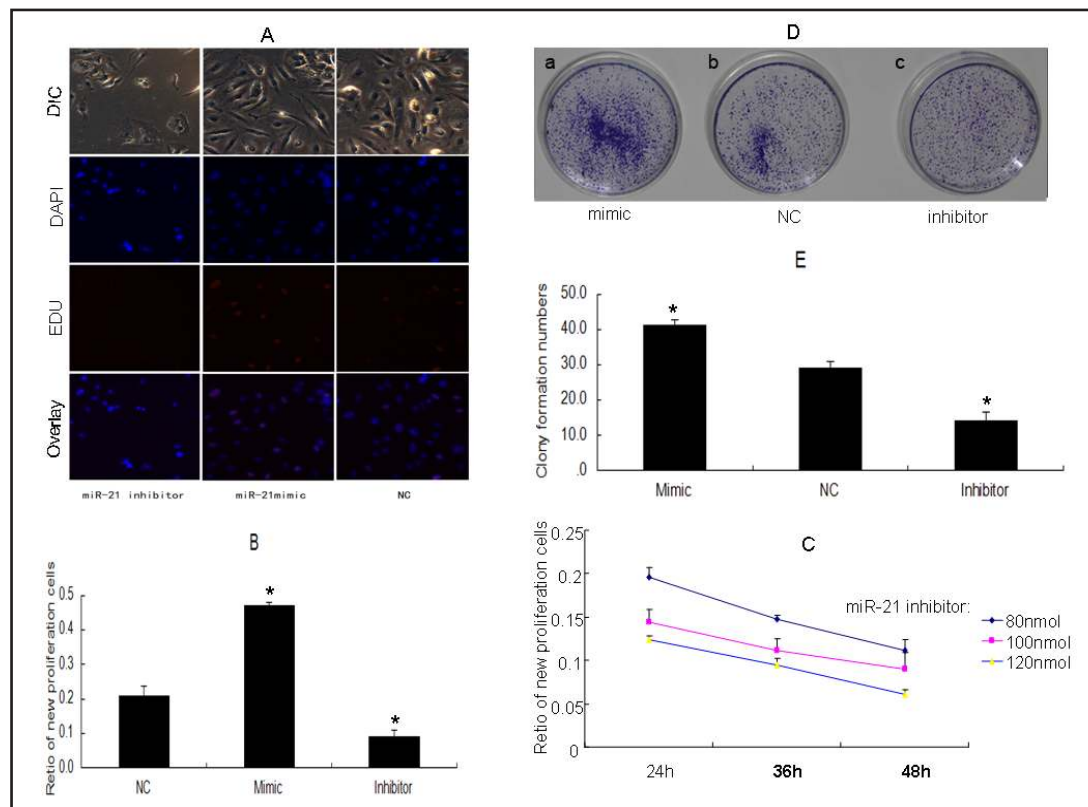 A
DIC
DAPI
EDU
Overlay
miR-21 inhibitor miR-21mimic NC
B
Retio of new proliferation cells
0.5
0.4
0.3
0.2
0.1
0.0
* *
NC Mimic Inhibitor
D
a b c
mimic NC inhibitor
E
Clony formation numbers
50.0
40.0
30.0
20.0
10.0
.0
* *
Mimic NC Inhibitor
C
Retio of new proliferation cells
0.25
0.2
0.15
0.1
0.05
0
miR-21 inhibitor:
80nmol
100nmol
120nmol
24h 36h 48h